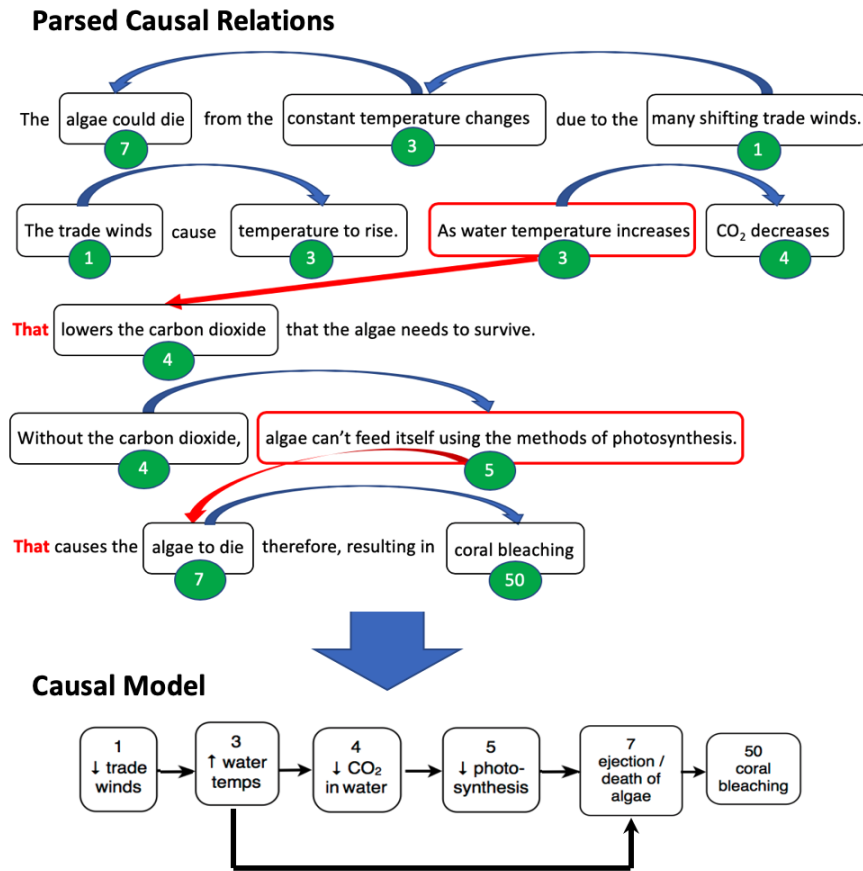 Parsed Causal Relations
The algae could die from the constant temperature changes due to the many shifting trade winds.
7 3 1
The trade winds cause temperature to rise. As water temperature increases CO₂ decreases
1 3 3 4
That lowers the carbon dioxide that the algae needs to survive.
4
Without the carbon dioxide, algae can't feed itself using the methods of photosynthesis.
4 5
That causes the algae to die therefore, resulting in coral bleaching
7 50
Causal Model
1
↓ trade
winds
3
↑ water
temps
4
↓ CO₂
in water
5
↓ photo-
synthesis
7
ejection /
death of
algae
50
coral
bleaching